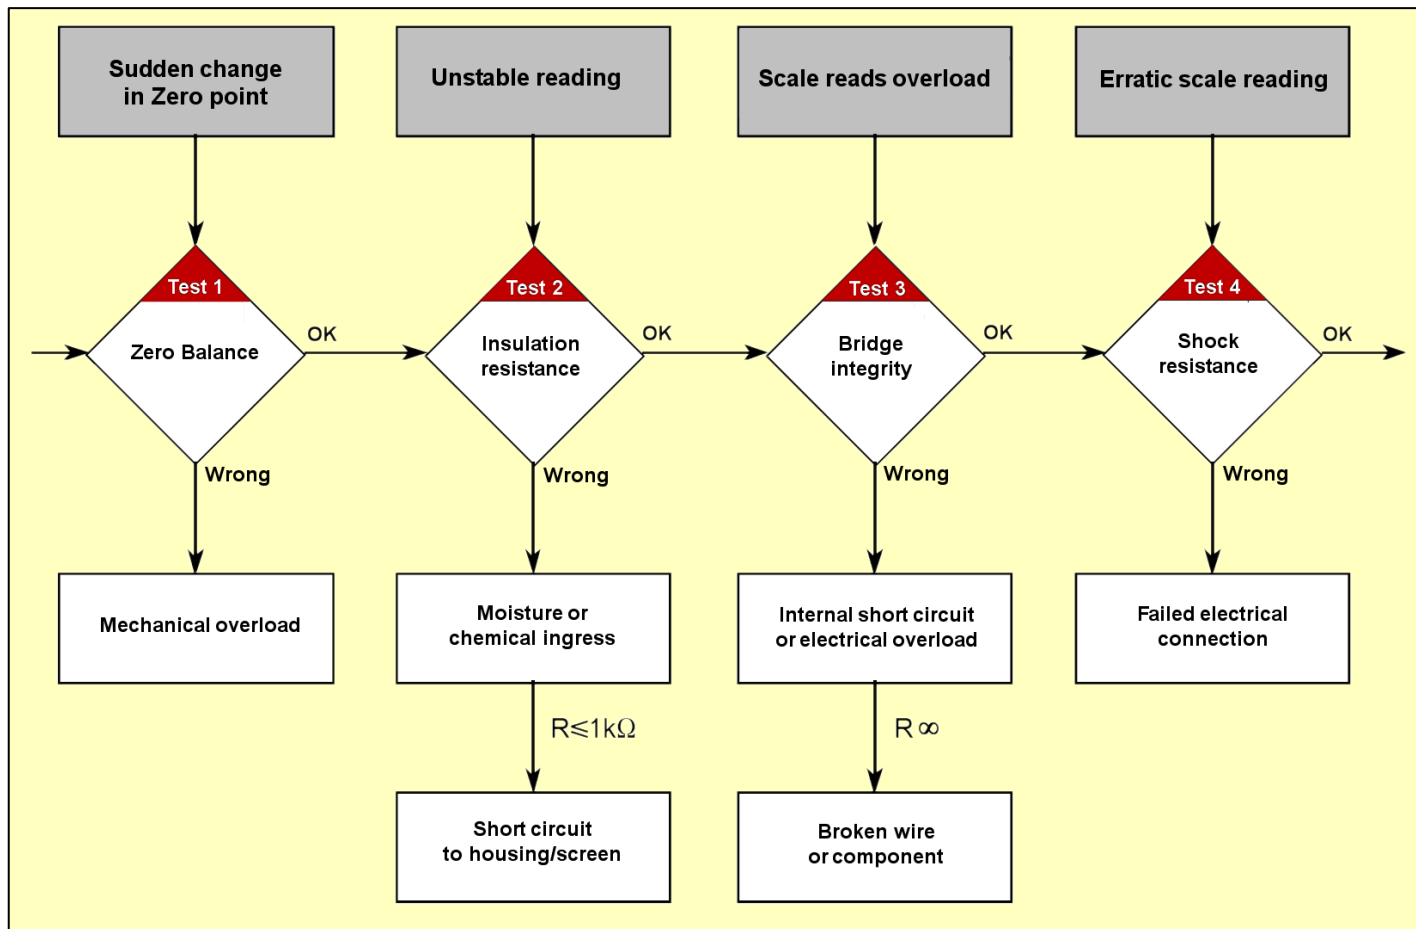 Sudden change
in Zero point
Unstable reading
Scale reads overload
Erratic scale reading
Test 1
Zero Balance
OK
Test 2
Insulation
resistance
OK
Test 3
Bridge
integrity
OK
Test 4
Shock
resistance
OK
Wrong
Wrong
Wrong
Wrong
Mechanical overload
Moisture or
chemical ingress
Internal short circuit
or electrical overload
Failed electrical
connection
R⩽1kΩ
R∞
Short circuit
to housing/screen
Broken wire
or component